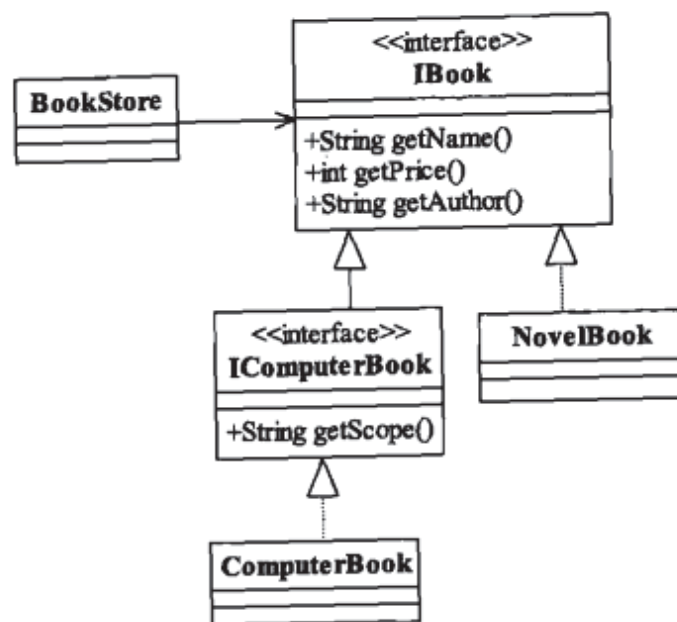 <<interface>>
IBook
BookStore
+String getName()
+int getPrice()
+String getAuthor()
<<interface>>
IComputerBook
+String getScope()
NovelBook
ComputerBook